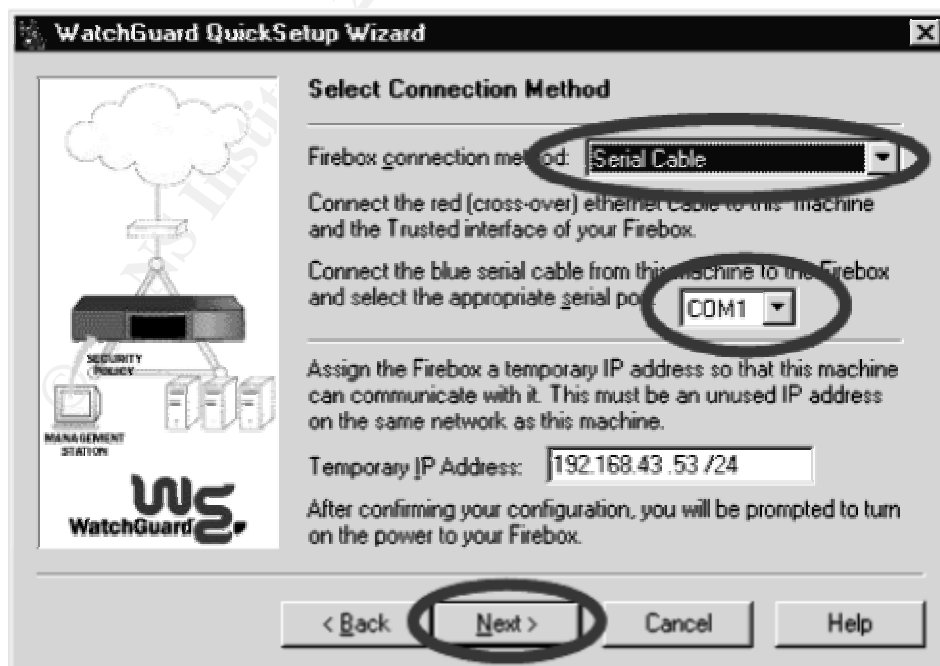 WatchGuard QuickSetup Wizard
Select Connection Method
Firebox connection method: Serial Cable
Connect the red (cross-over) ethernet cable to this machine
and the Trusted interface of your Firebox.
Connect the blue serial cable from this machine to the Firebox
and select the appropriate serial port COM1
Assign the Firebox a temporary IP address so that this machine
can communicate with it. This must be an unused IP address
on the same network as this machine.
Temporary IP Address: 192.168.43.53 /24
After confirming your configuration, you will be prompted to turn
on the power to your Firebox.
SECURITY
POLICY
MANAGEMENT
STATION
WatchGuard
< Back
Next >
Cancel
Help